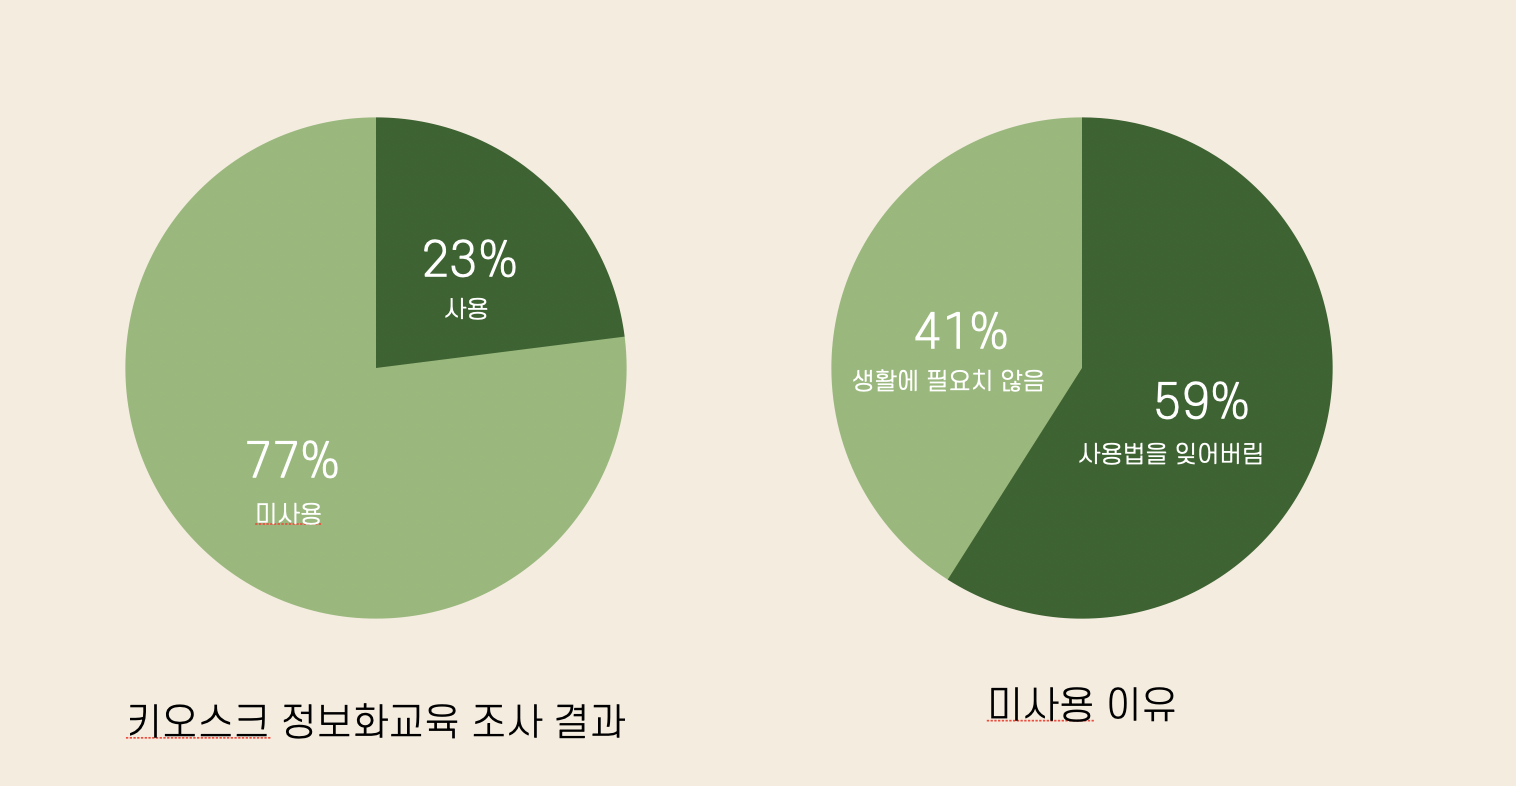 23%
사용
77%
미사용
키오스크 정보화교육 조사 결과
41%
생활에 필요치 않음
59%
사용법을 잊어버림
미사용 이유